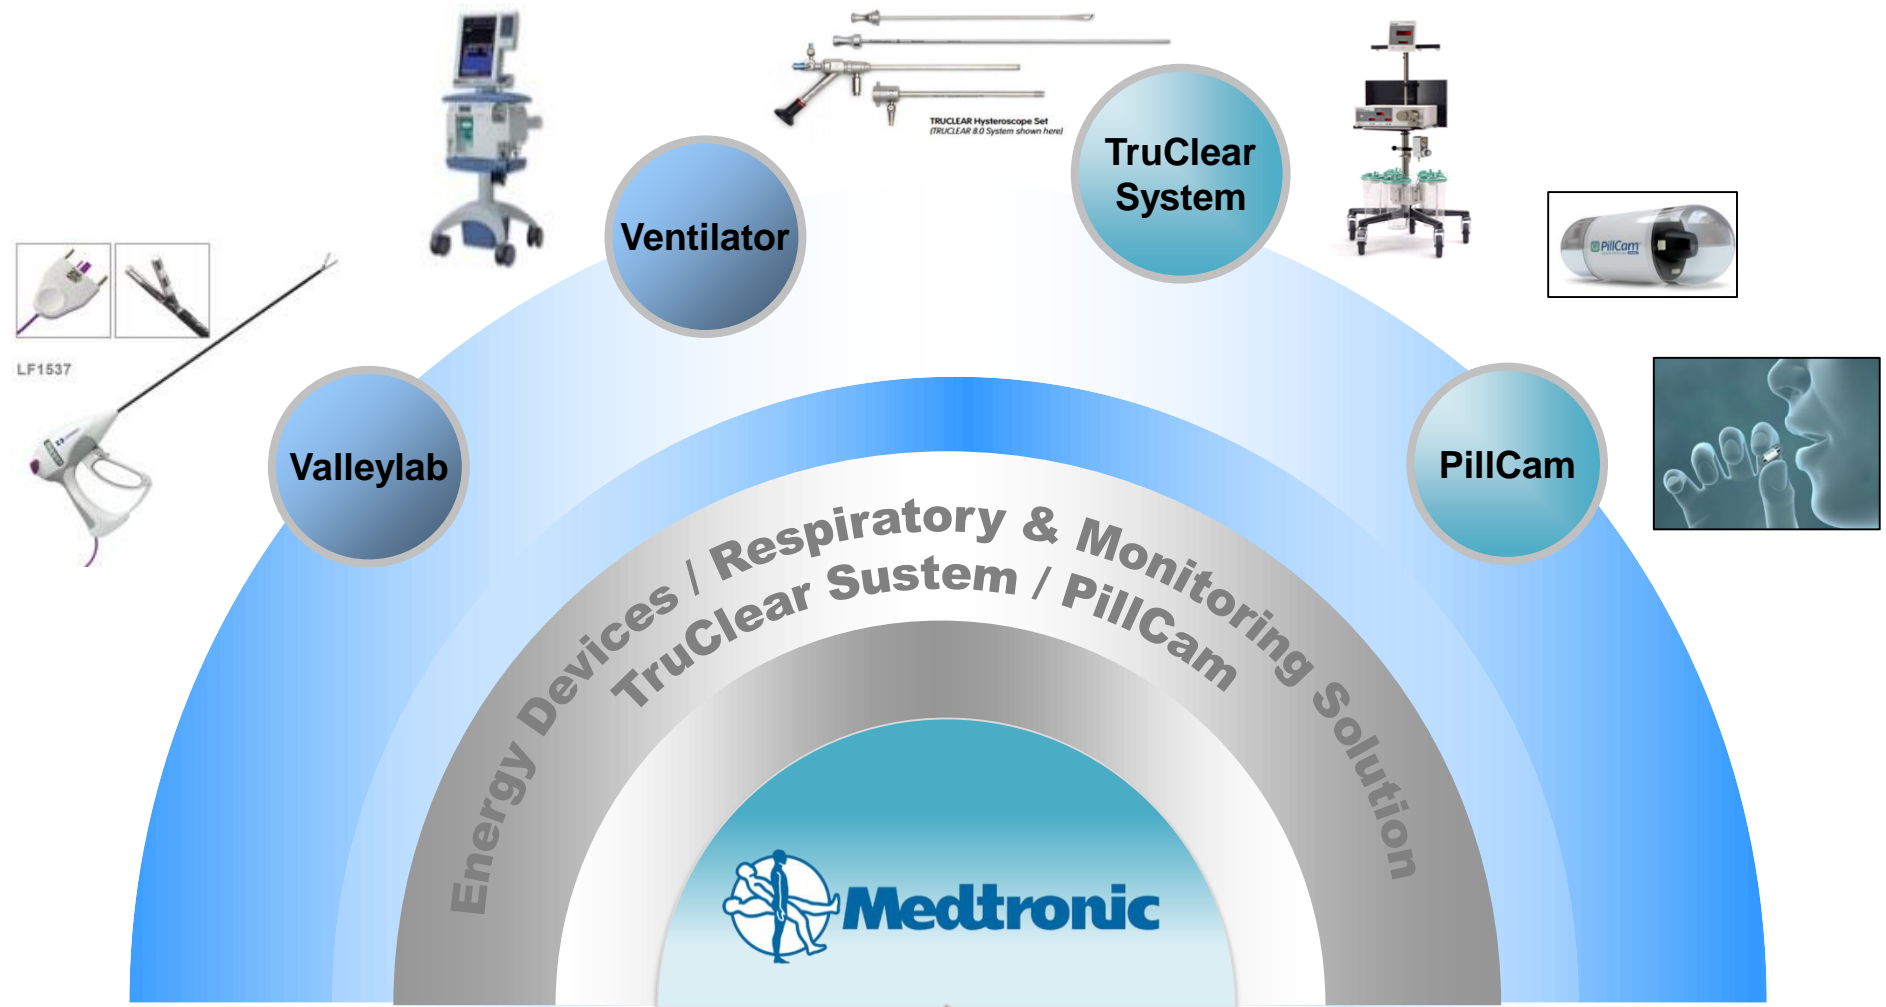 TRUCLEAR Hysteroscope Set
(TRUCLEAR 8.0 System shown here)
TruClear
System
Ventilator
PillCam
LF1537
Valleylab
PillCam
Energy Devices / Respiratory & Monitoring Solution
TruClear Sustem / PillCam
Medtronic